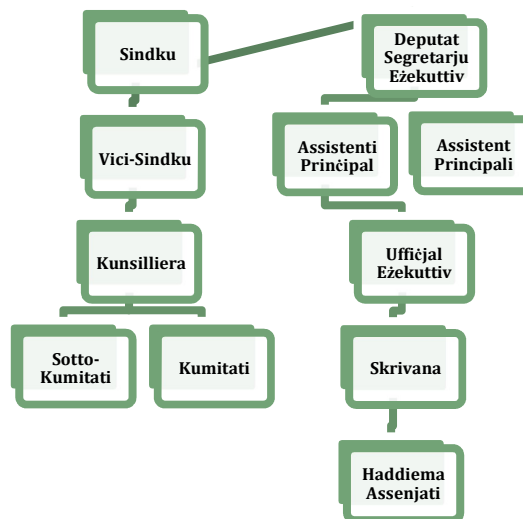 Sindku
Deputat
Segretarju
Eżekuttiv
Vici-Sindku
Assistenti
Prinċipal
Assistent
Principali
Kunsilliera
Uffiċjal
Eżekuttiv
Sotto-
Kumitati
Kumitati
Skrivana
Haddiema
Assenjati